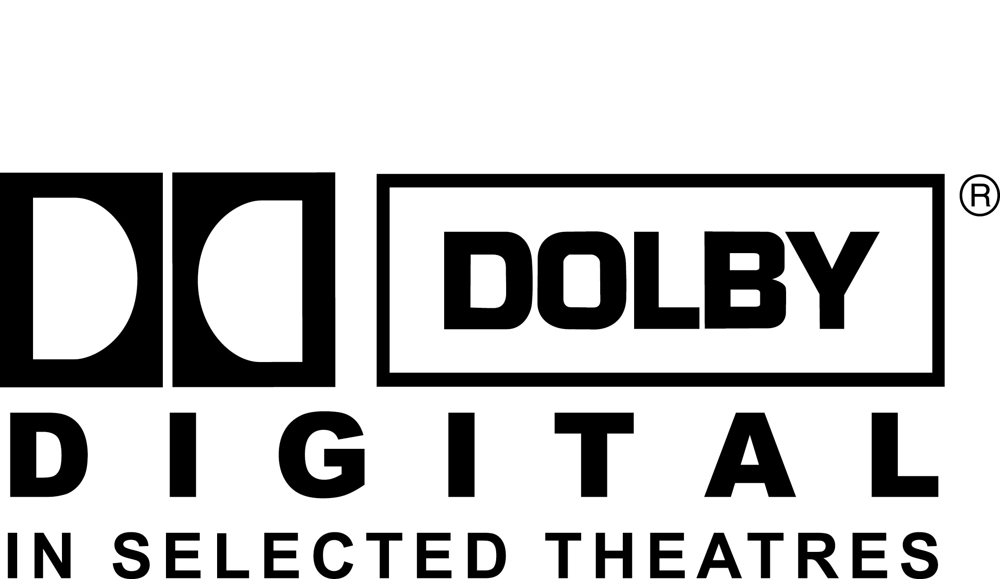 DOLBY ®
DIGITAL
IN SELECTED THEATRES